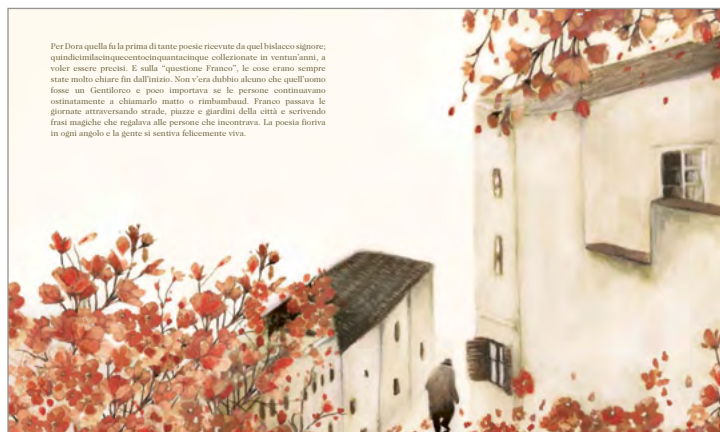 Per Dora quella fu la prima di tante poesie ricevute da quel bislacco signore;
quindicimilacinquecentocinquantacinque collezionate in ventun'anni, a
voler essere precisi. E sulla “questione Franco”, le cose erano sempre
state molto chiare fin dall'inizio. Non v'era dubbio alcuno che quell'uomo
fosse un Gentilorco e poco importava se le persone continuavano
ostinatamente a chiamarlo matto o rimbambaud. Franco passava le
giornate attraversando strade, piazze e giardini della città e scrivendo
frasi magiche che regalava alle persone che incontrava. La poesia fioriva
in ogni angolo e la gente si sentiva felicemente viva.